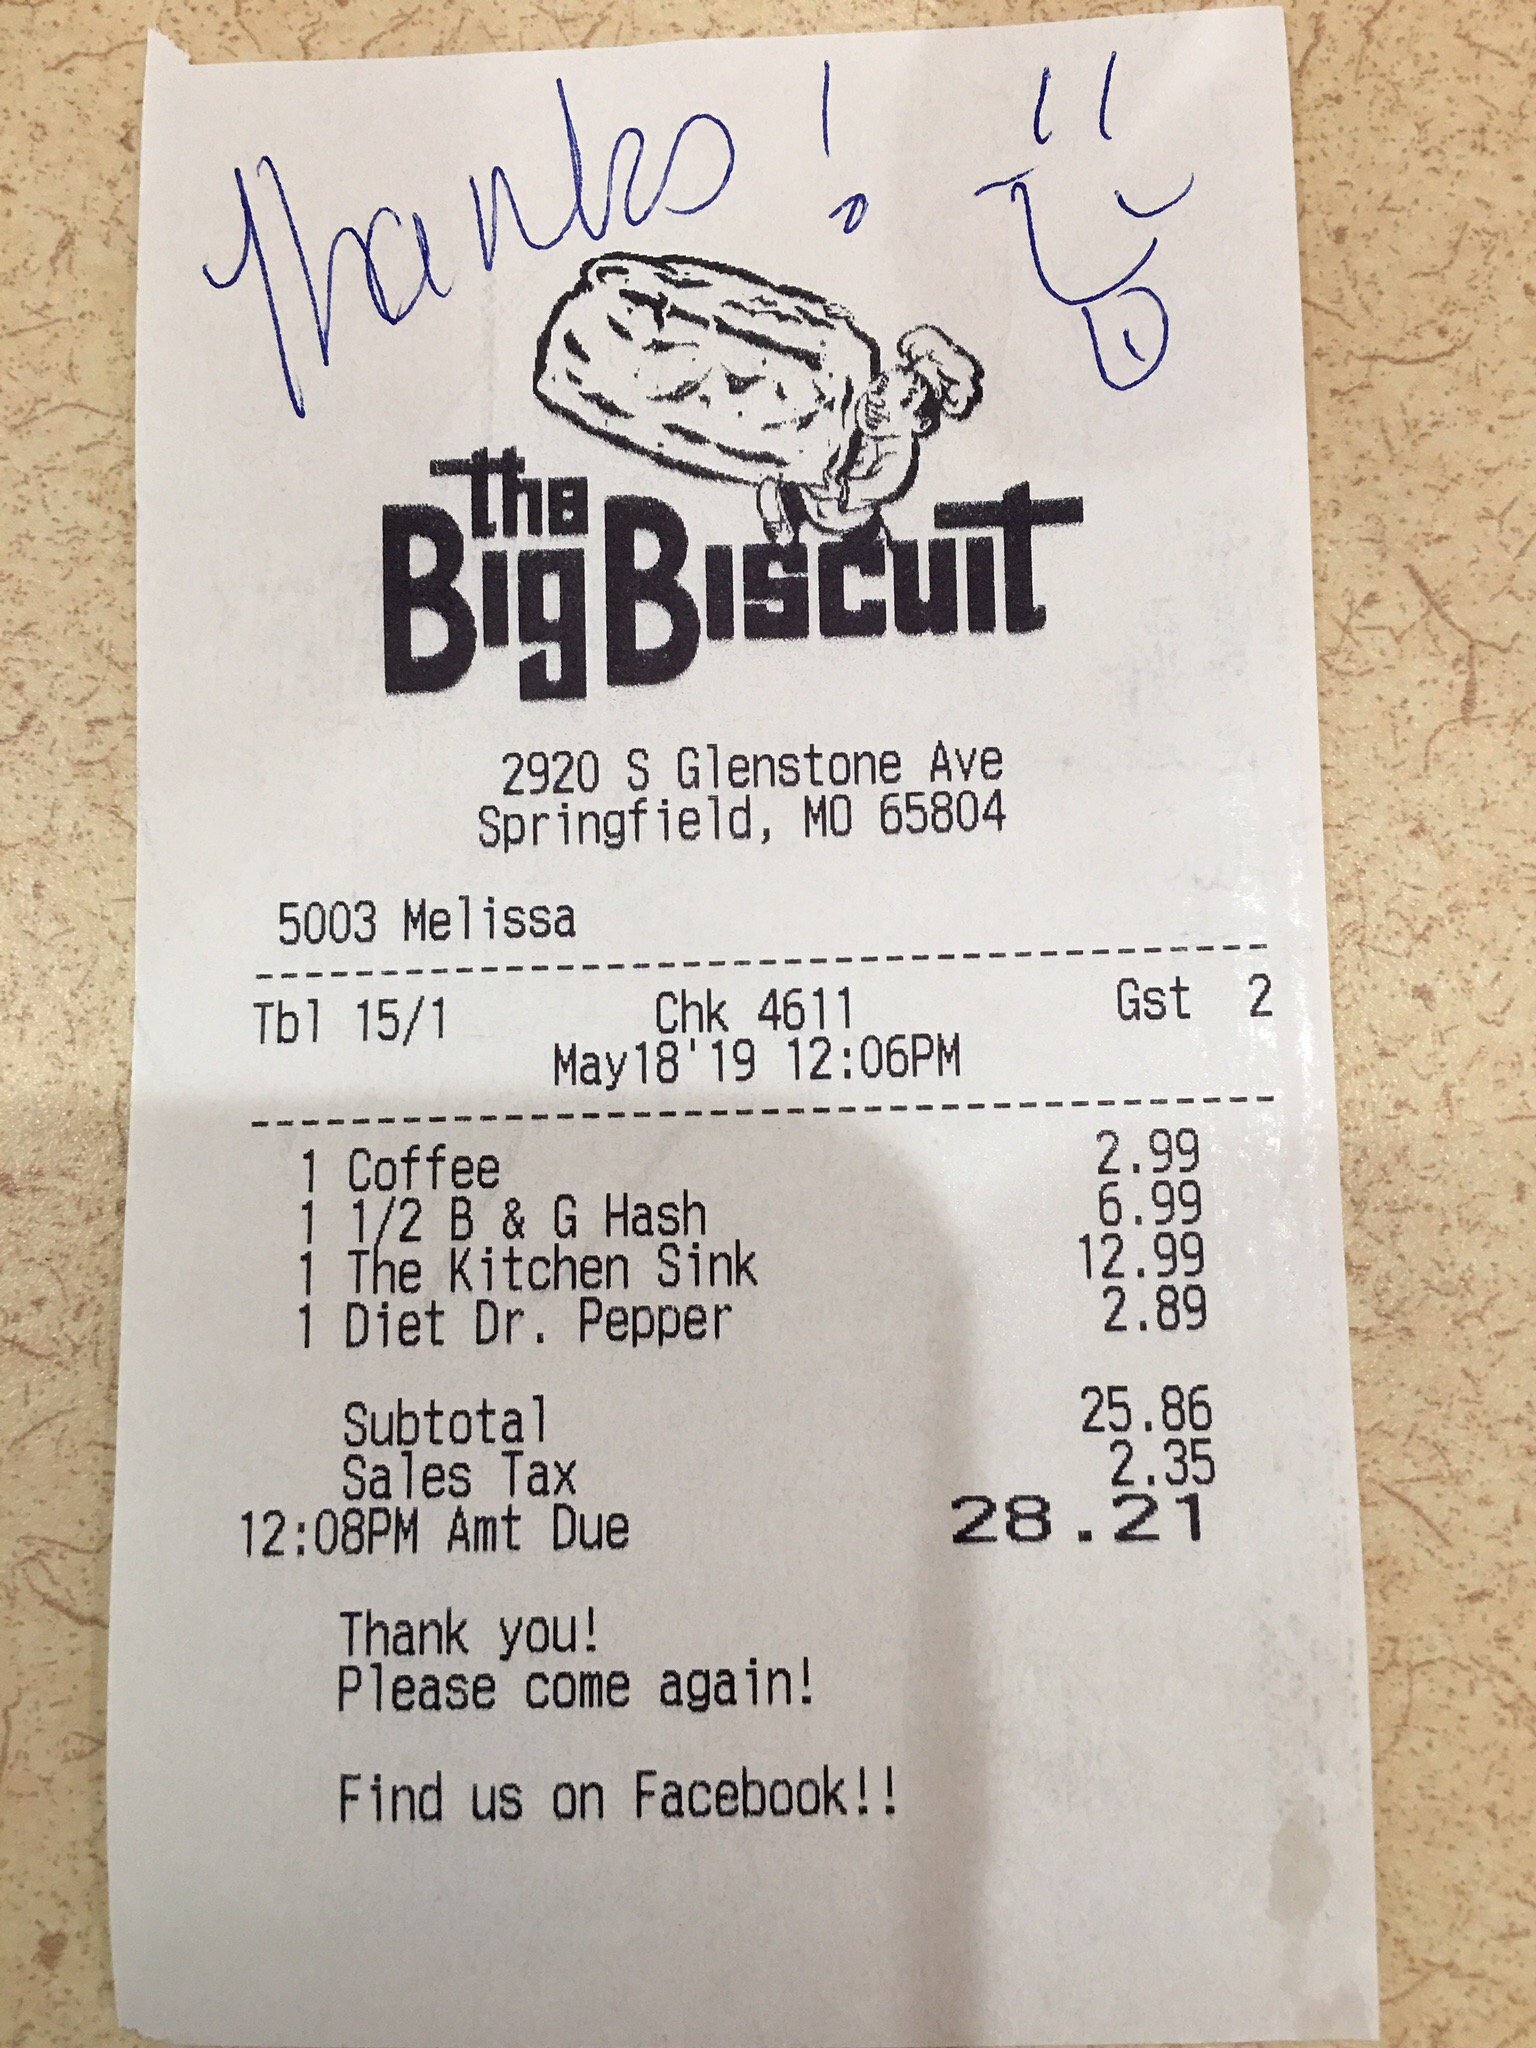 Thanks!
the
Big Biscuit
2920 S Glenstone Ave
Springfield, MO 65804
5003 Melissa
Tbl 15/1 Chk 4611 Gst 2
May18'19 12:06PM
1 Coffee 2.99
1 1/2 B & G Hash 6.99
1 The Kitchen Sink 12.99
1 Diet Dr. Pepper 2.89
Subtotal 25.86
Sales Tax 2.35
12:08PM Amt Due 28.21
Thank you!
Please come again!
Find us on Facebook!!